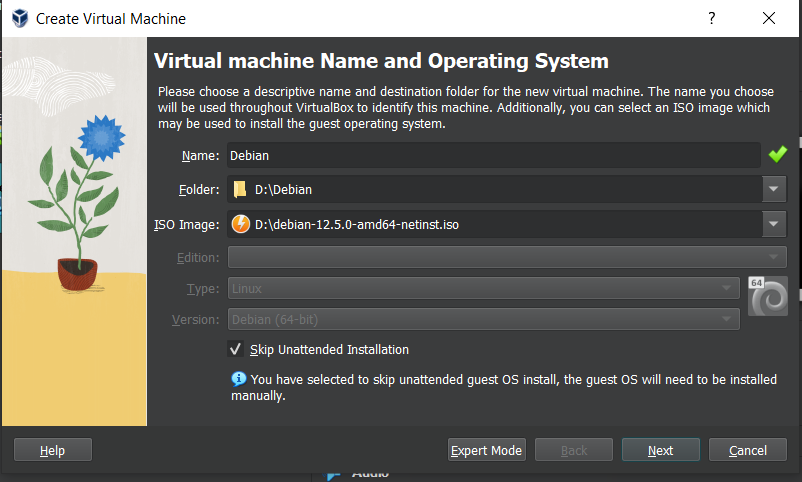 Create Virtual Machine
?
Virtual machine Name and Operating System
Please choose a descriptive name and destination folder for the new virtual machine. The name you choose
will be used throughout VirtualBox to identify this machine. Additionally, you can select an ISO image which
may be used to install the guest operating system.
Name: Debian
Folder: D:\Debian
ISO Image: D:\debian-12.5.0-amd64-netinst.iso
Edition:
Type: Linux
64
Version: Debian (64-bit)
Skip Unattended Installation
You have selected to skip unattended guest OS install, the guest OS will need to be installed
manually.
Help Expert Mode Back Next Cancel
Audio